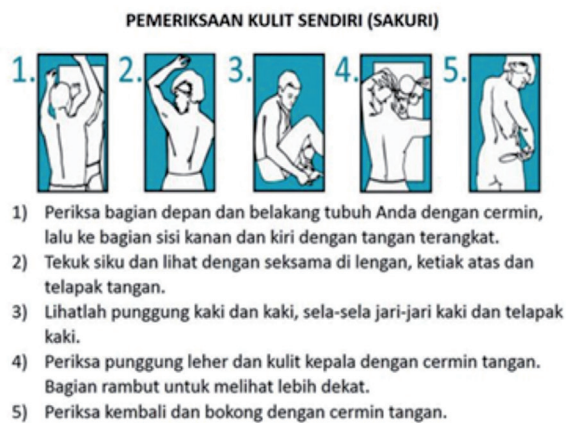 PEMERIKSAAN KULIT SENDIRI (SAKURI)
1. 2. 3. 4. 5.
1) Periksa bagian depan dan belakang tubuh Anda dengan cermin,
lalu ke bagian sisi kanan dan kiri dengan tangan terangkat.
2) Tekuk siku dan lihat dengan seksama di lengan, ketiak atas dan
telapak tangan.
3) Lihatlah punggung kaki dan kaki, sela-sela jari-jari kaki dan telapak
kaki.
4) Periksa punggung leher dan kulit kepala dengan cermin tangan.
Bagian rambut untuk melihat lebih dekat.
5) Periksa kembali dan bokong dengan cermin tangan.